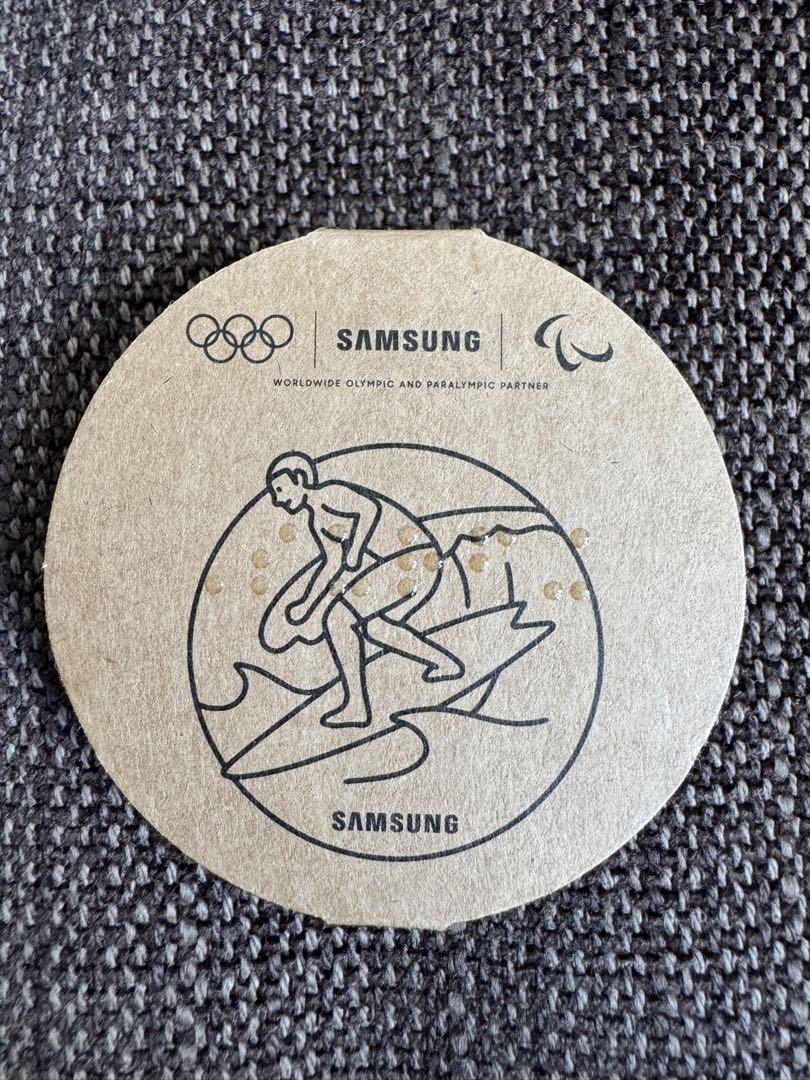 SAMSUNG
WORLDWIDE OLYMPIC AND PARALYMPIC PARTNER
⠠⠎⠥⠗⠋⠬
SAMSUNG